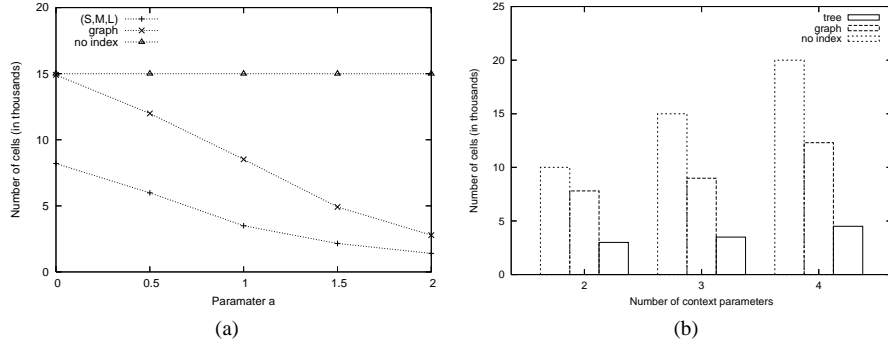 20
15
10
5
0
Number of cells (in thousands)
(S,M,L)
graph
no index
0
0.5
1
1.5
2
Paramater a
(a)
25
20
15
10
5
0
Number of cells (in thousands)
tree
graph
no index
2
3
4
Number of context parameters
(b)